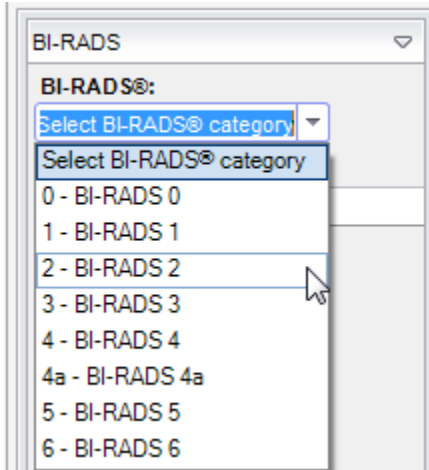 BI-RADS
BI-RADS®:
Select BI-RADS® category
Select BI-RADS® category
0 - BI-RADS 0
1 - BI-RADS 1
2 - BI-RADS 2
3 - BI-RADS 3
4 - BI-RADS 4
4a - BI-RADS 4a
5 - BI-RADS 5
6 - BI-RADS 6